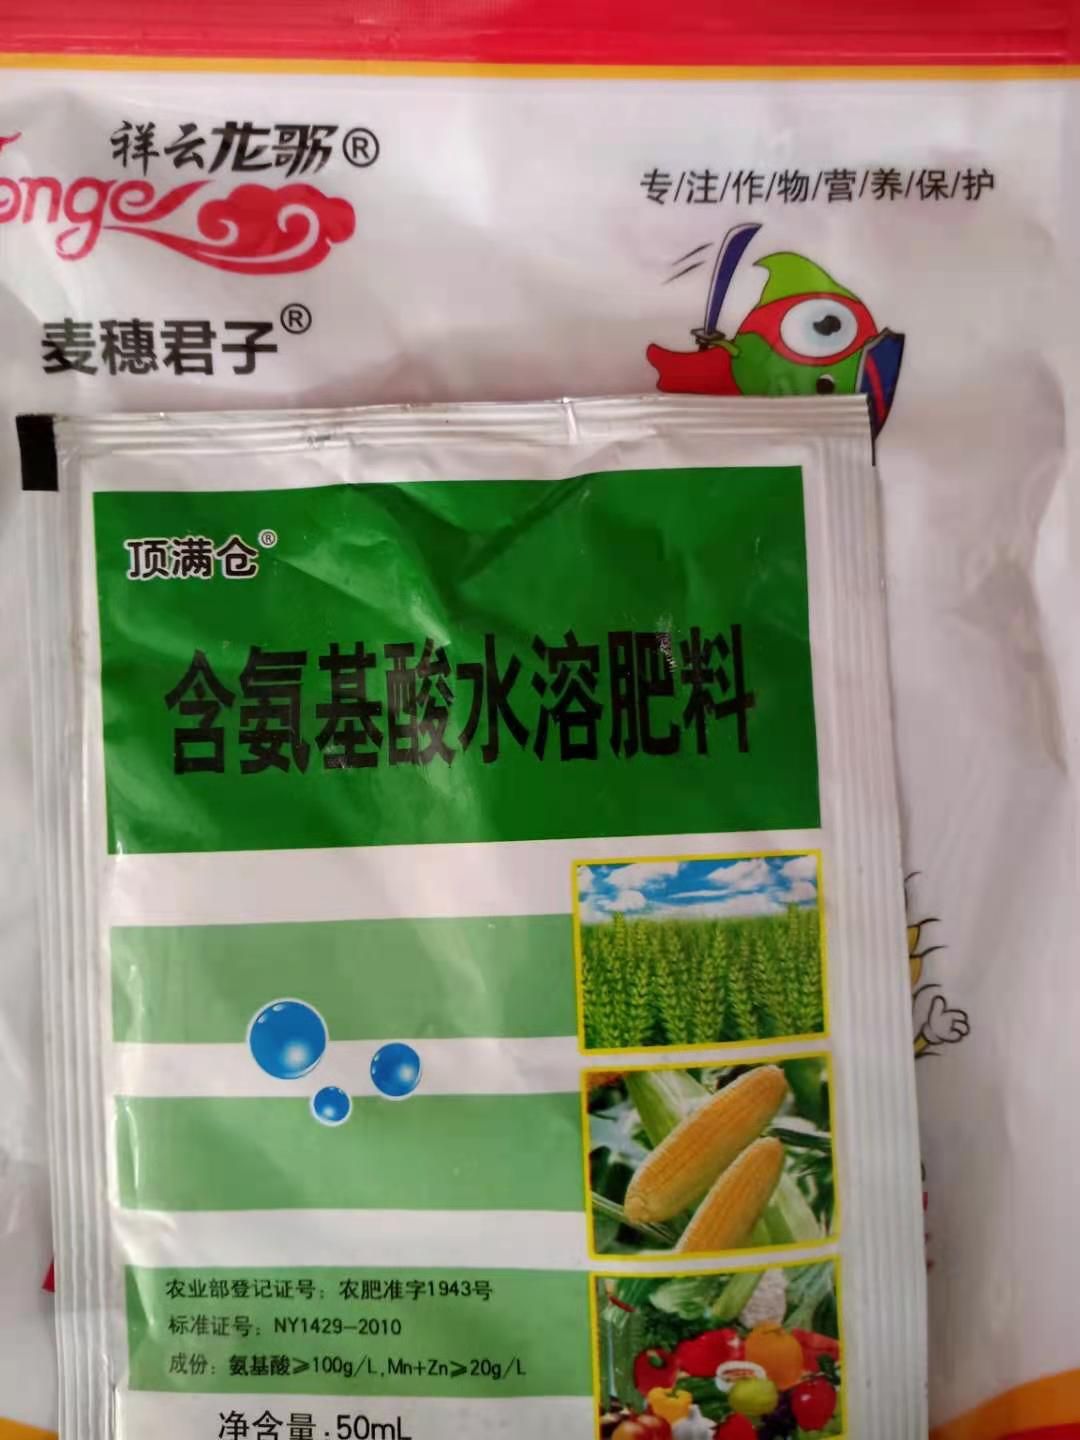 祥云龙歌®
onge
专/注/作/物/营/养/保/护
麦穗君子®
顶满仓®
含氨基酸水溶肥料
农业部登记证号：农肥准字1943号
标准证号：NY1429-2010
成份：氨基酸≥100g/L,Mn+Zn≥20g/L
净含量:50mL